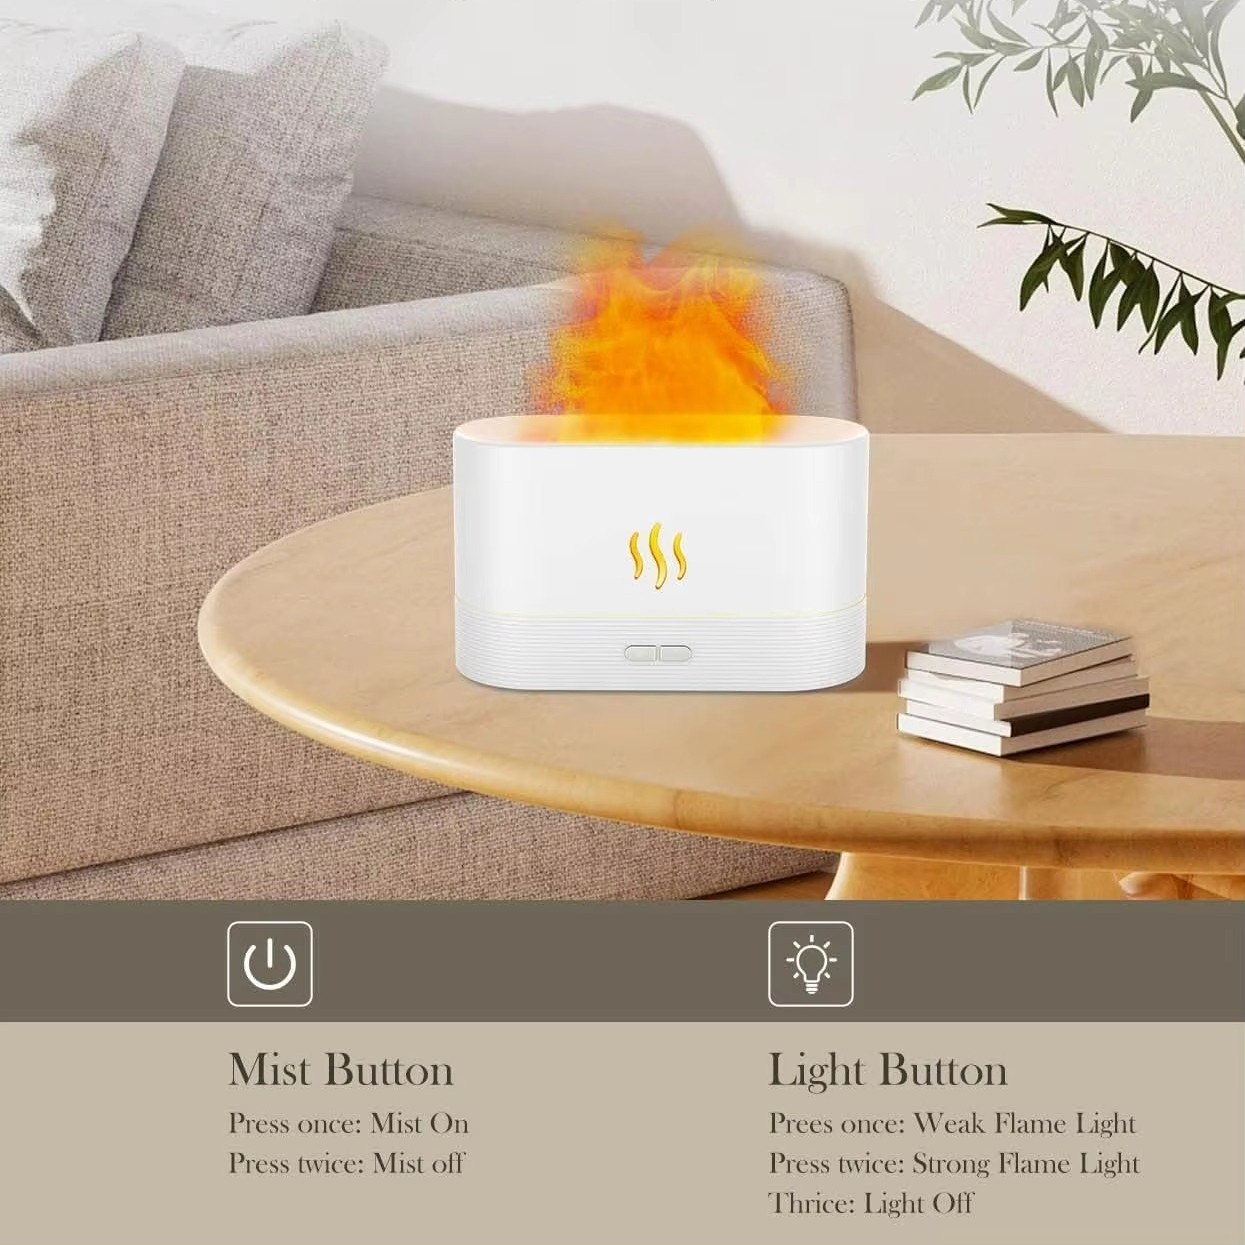 Mist Button
Press once: Mist On
Press twice: Mist off
Light Button
Prees once: Weak Flame Light
Press twice: Strong Flame Light
Thrice: Light Off